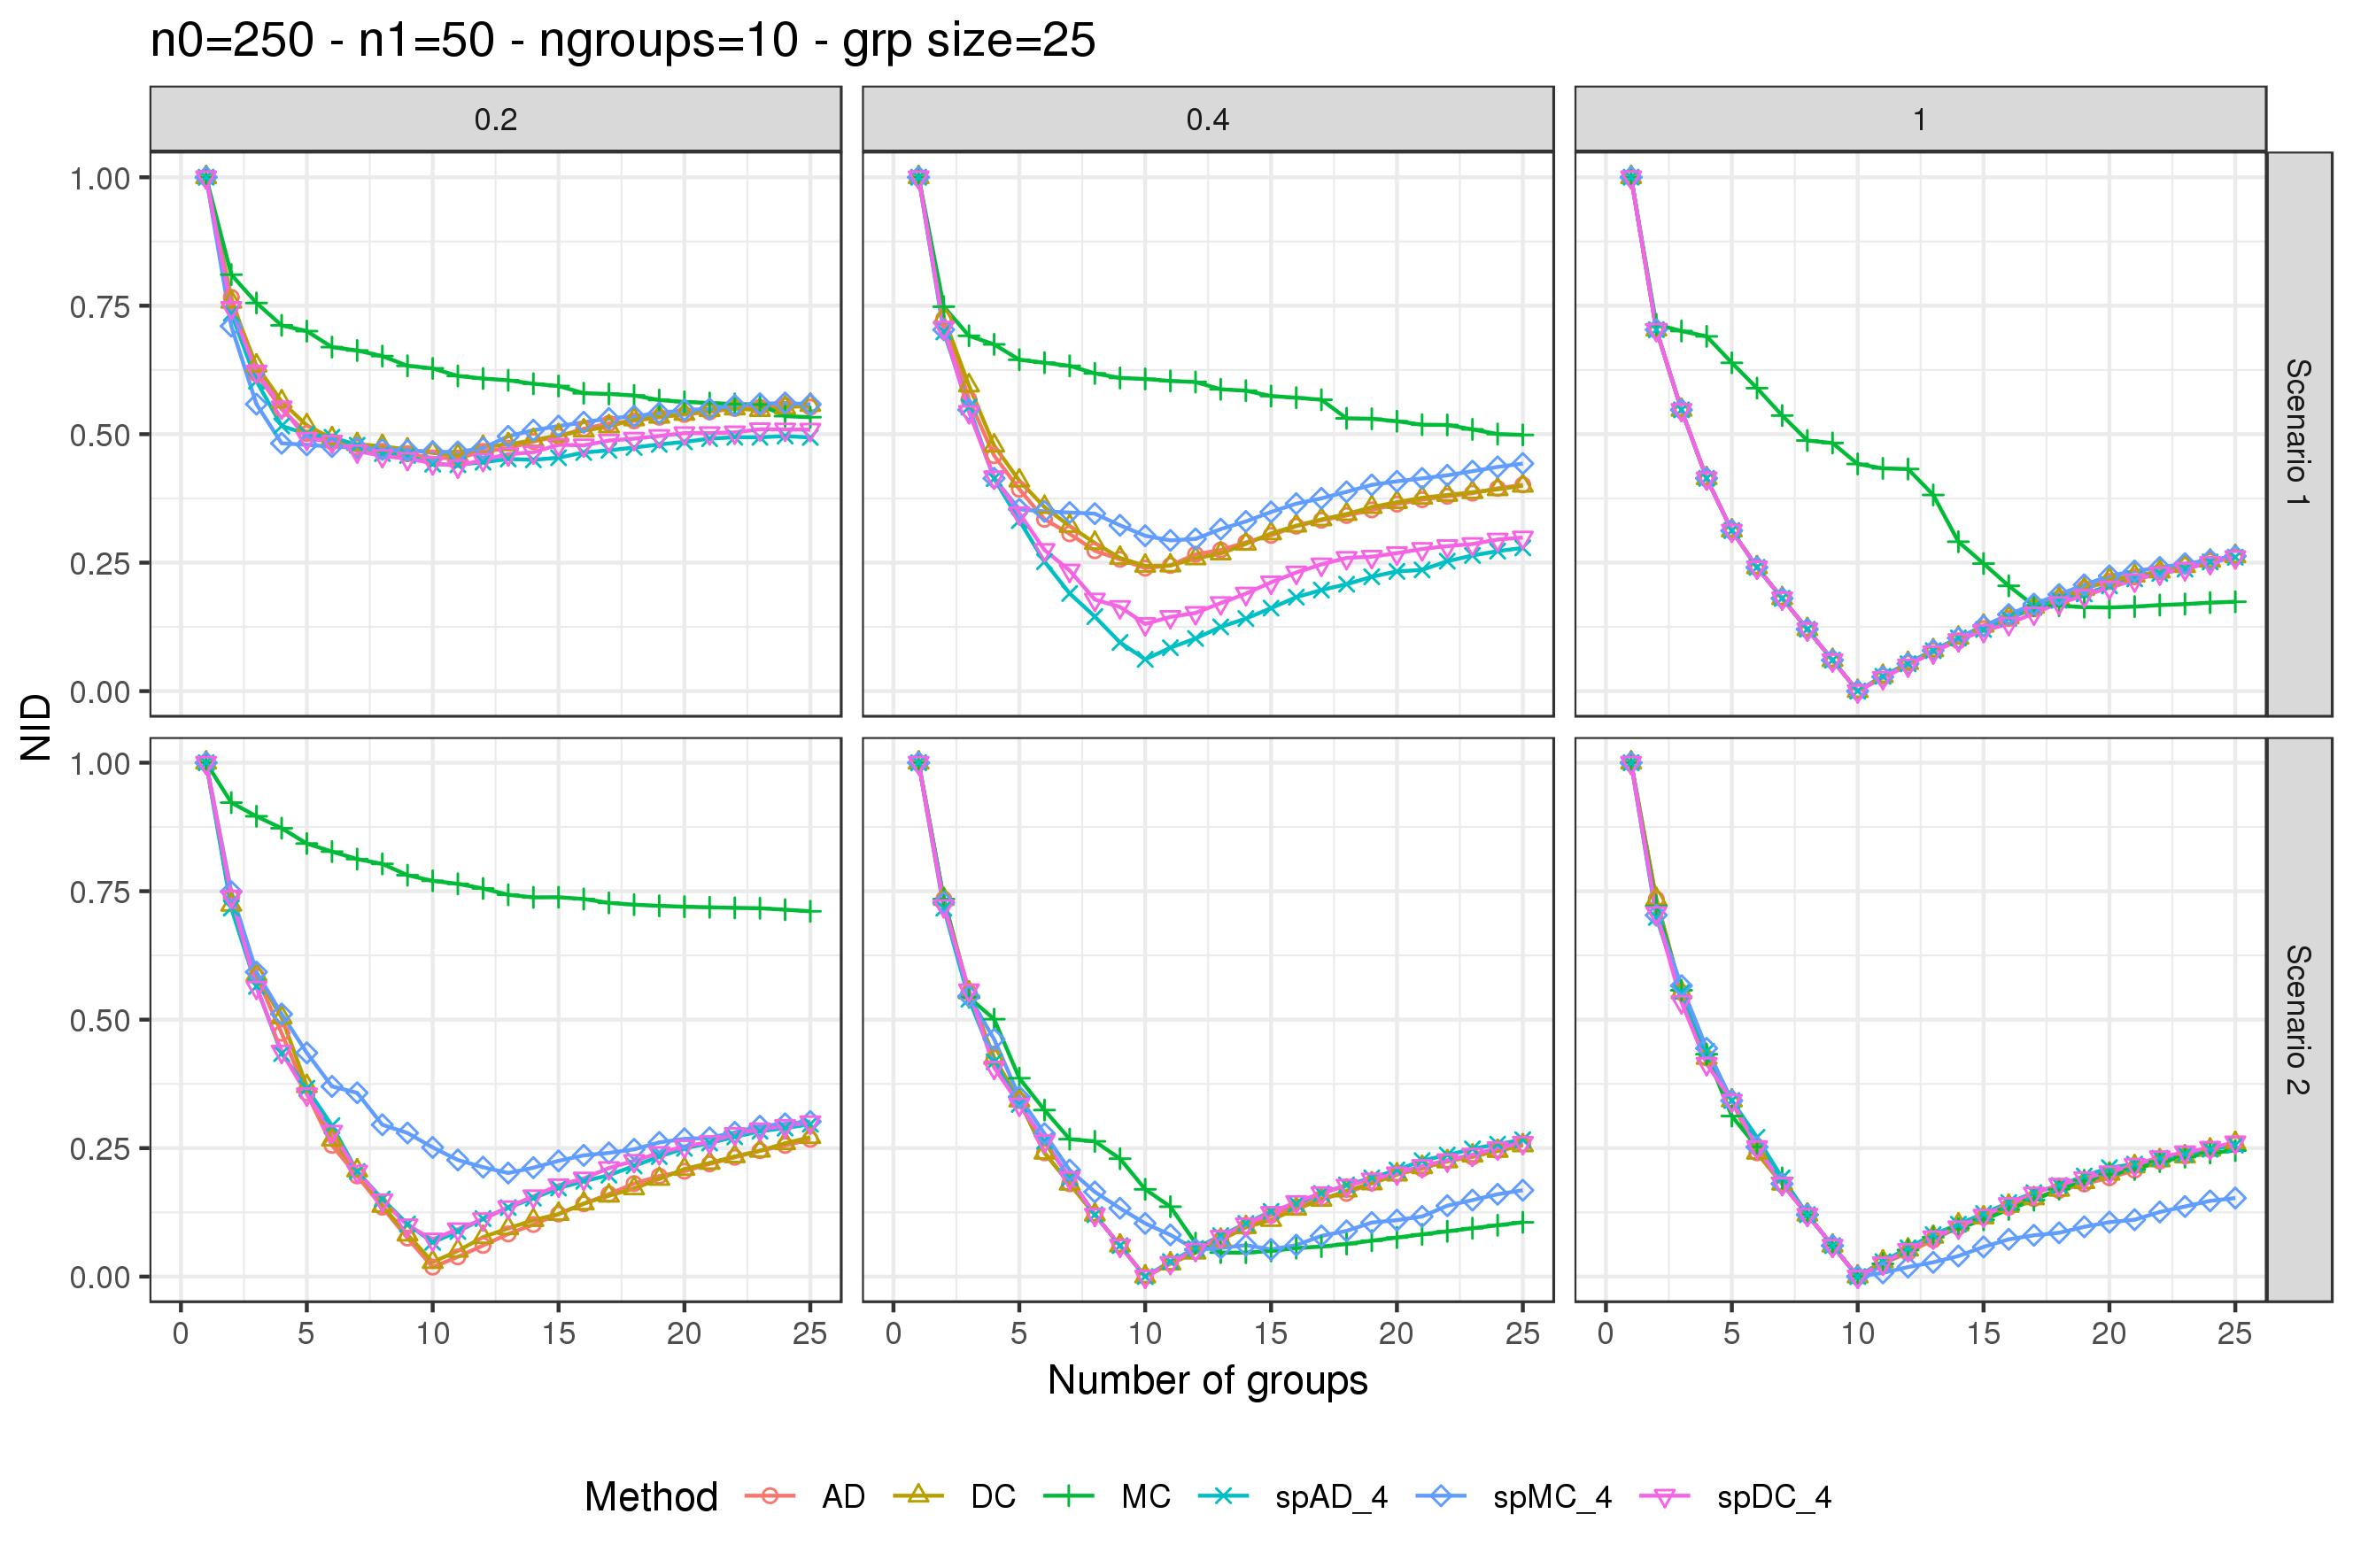 n0=250 - n1=50 - ngroups=10 - grp size=25
0.2 0.4 1
1.00
0.75
0.50
0.25
0.00
Scenario 1
NID
1.00
0.75
0.50
0.25
0.00
Scenario 2
0 5 10 15 20 25 0 5 10 15 20 25 0 5 10 15 20 25
Number of groups
Method AD DC MC spAD_4 spMC_4 spDC_4